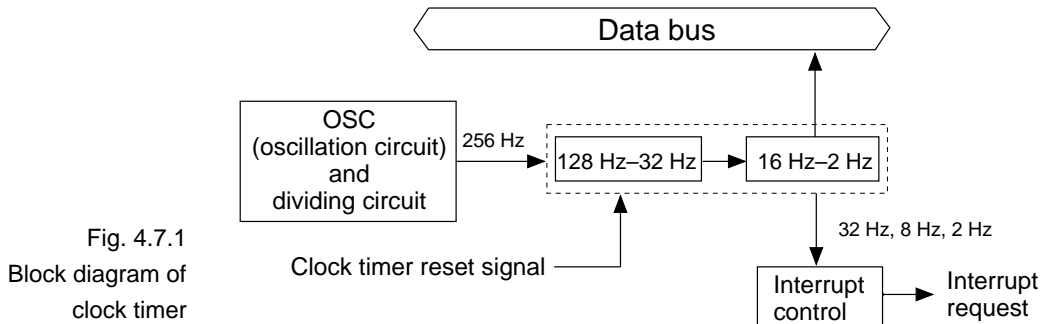 Data bus
OSC
(oscillation circuit)
and
dividing circuit
256 Hz
128 Hz–32 Hz
16 Hz–2 Hz
32 Hz, 8 Hz, 2 Hz
Clock timer reset signal
Interrupt
control
Interrupt
request
Fig. 4.7.1
Block diagram of
clock timer